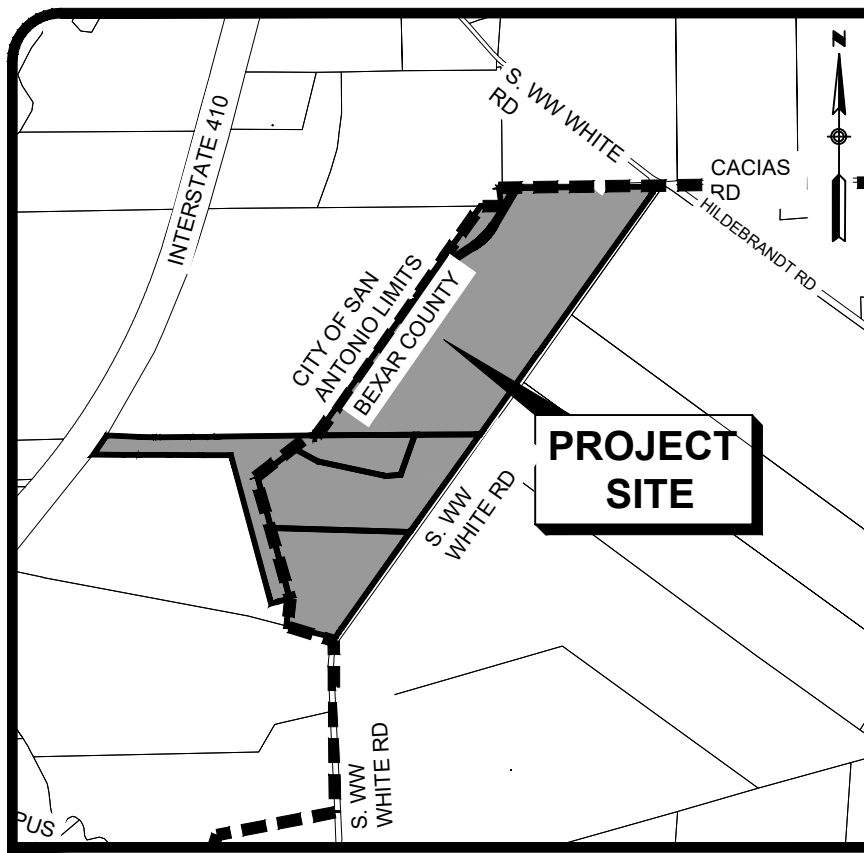 N
S. WW WHITE
RD
CACIAS
RD
INTERSTATE 410
HILDEBRANDT RD
CITY OF SAN
ANTONIO LIMITS
BEXAR COUNTY
PROJECT
SITE
S. WW
WHITE RD
S. WW
WHITE RD
PUS